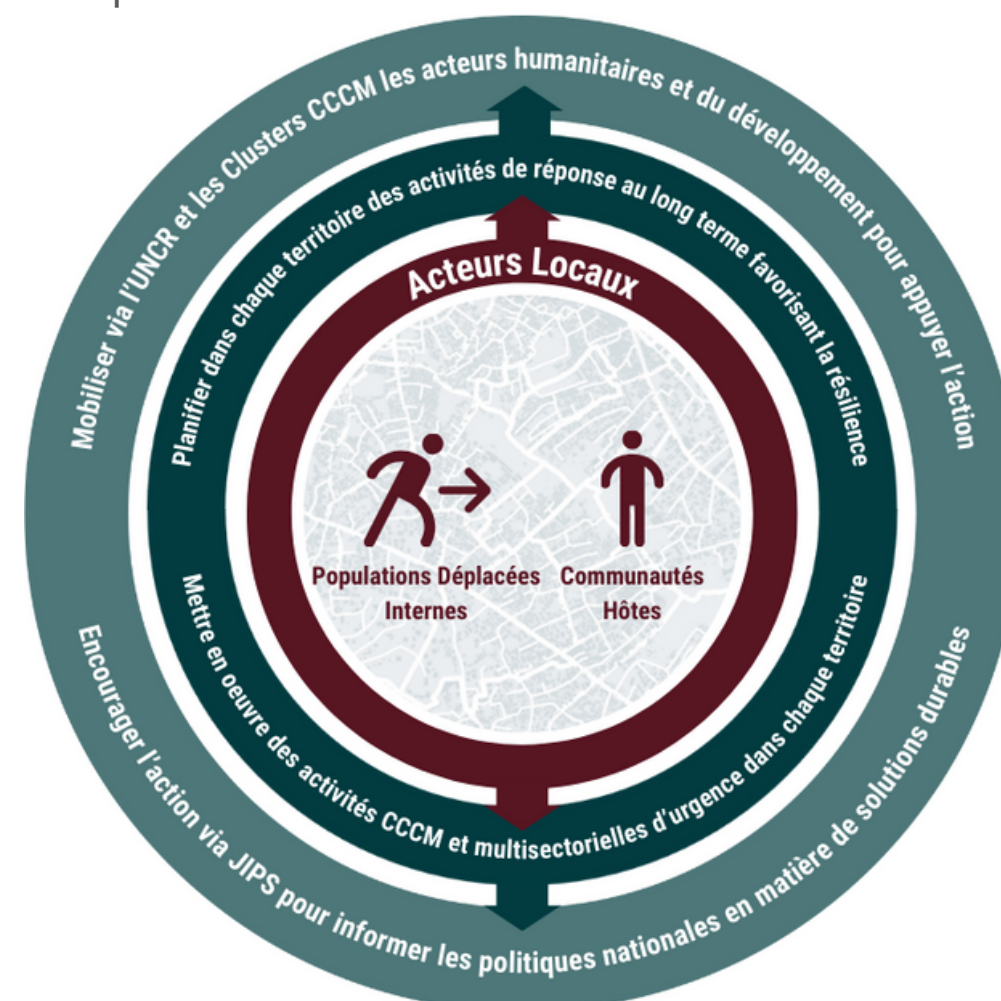 Mobiliser via l'UNCR et les Clusters CCCM les acteurs humanitaires et du développement pour appuyer l'action
Planifier dans chaque territoire des activités de réponse au long terme favorisant la résilience
Acteurs Locaux
Populations Déplacées
Internes
Communautés
Hôtes
Mettre en oeuvre des activités CCCM et multisectorielles d'urgence dans chaque territoire
Encourager l'action via JIPS pour informer les politiques nationales en matière de solutions durables